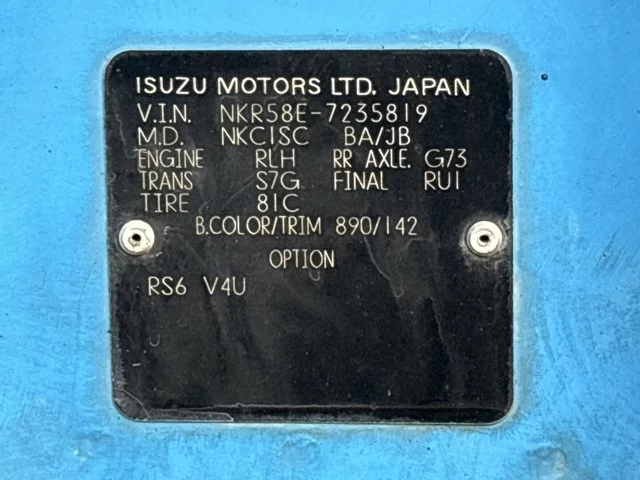 ISUZU MOTORS LTD. JAPAN
V.I.N. NKR58E-7235819
M.D. NKC1SC BA/JB
ENGINE RLH RR AXLE. G73
TRANS S7G FINAL RU1
TIRE 81C
B.COLOR/TRIM 890/142
OPTION
RS6 V4U